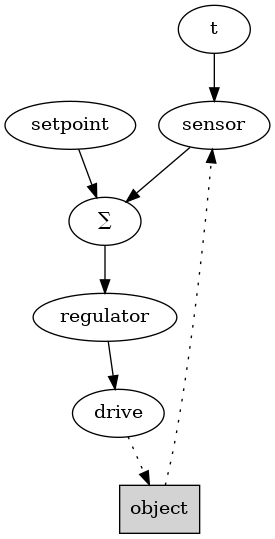 t
setpoint
sensor
∑
regulator
drive
object